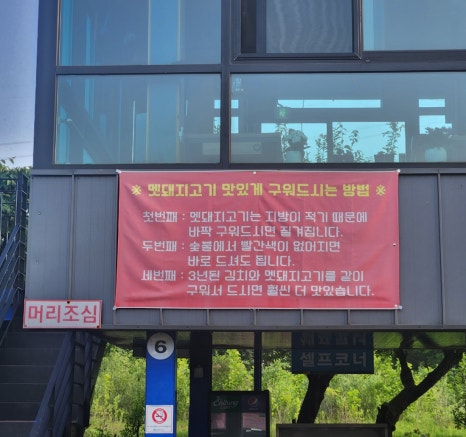 ※ 멧돼지고기 맛있게 구워드시는 방법 ※
첫번째 : 멧돼지고기는 지방이 적기 때문에
바짝 구워드시면 질겨집니다.
두번째 : 숯불에서 빨간색이 없어지면
바로 드셔도 됩니다.
세번째 : 3년된 김치와 멧돼지고기를 같이
구워서 드시면 훨씬 더 맛있습니다.
머리조심
6
셀프코너